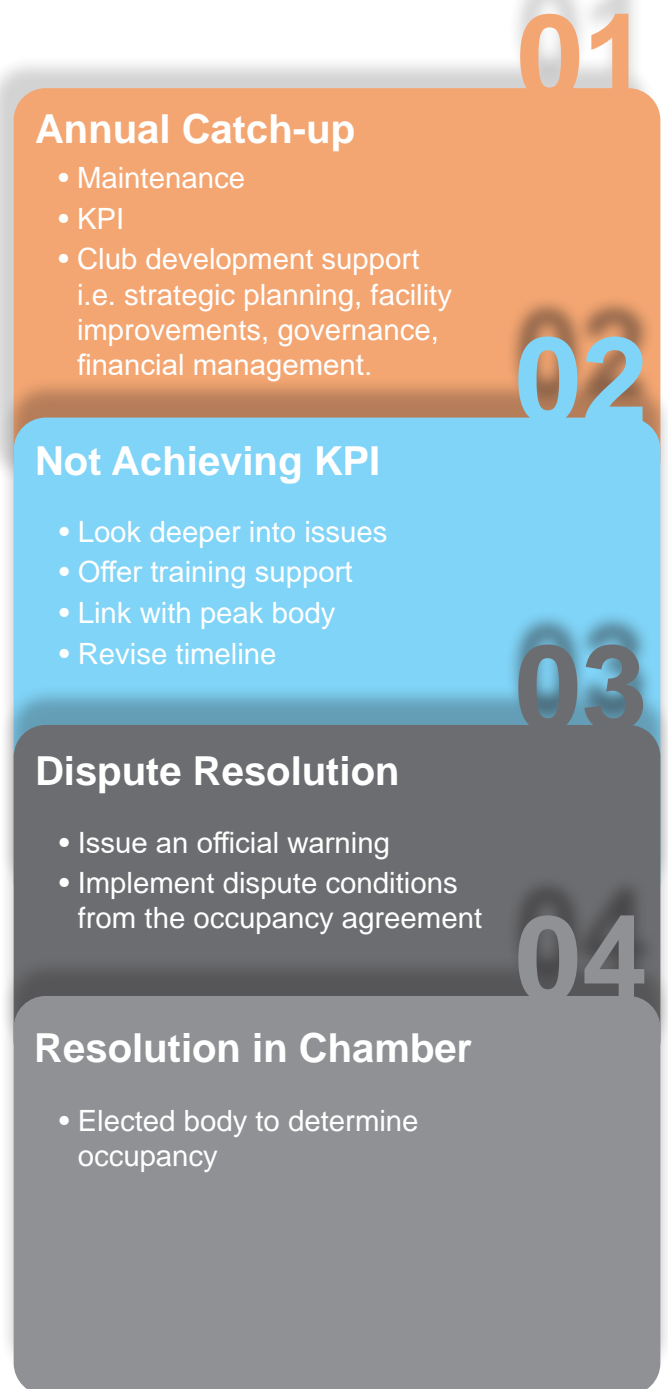 01
Annual Catch-up
• Maintenance
• KPI
• Club development support
i.e. strategic planning, facility
improvements, governance,
financial management.
02
Not Achieving KPI
• Look deeper into issues
• Offer training support
• Link with peak body
• Revise timeline
03
Dispute Resolution
• Issue an official warning
• Implement dispute conditions
from the occupancy agreement
04
Resolution in Chamber
• Elected body to determine
occupancy